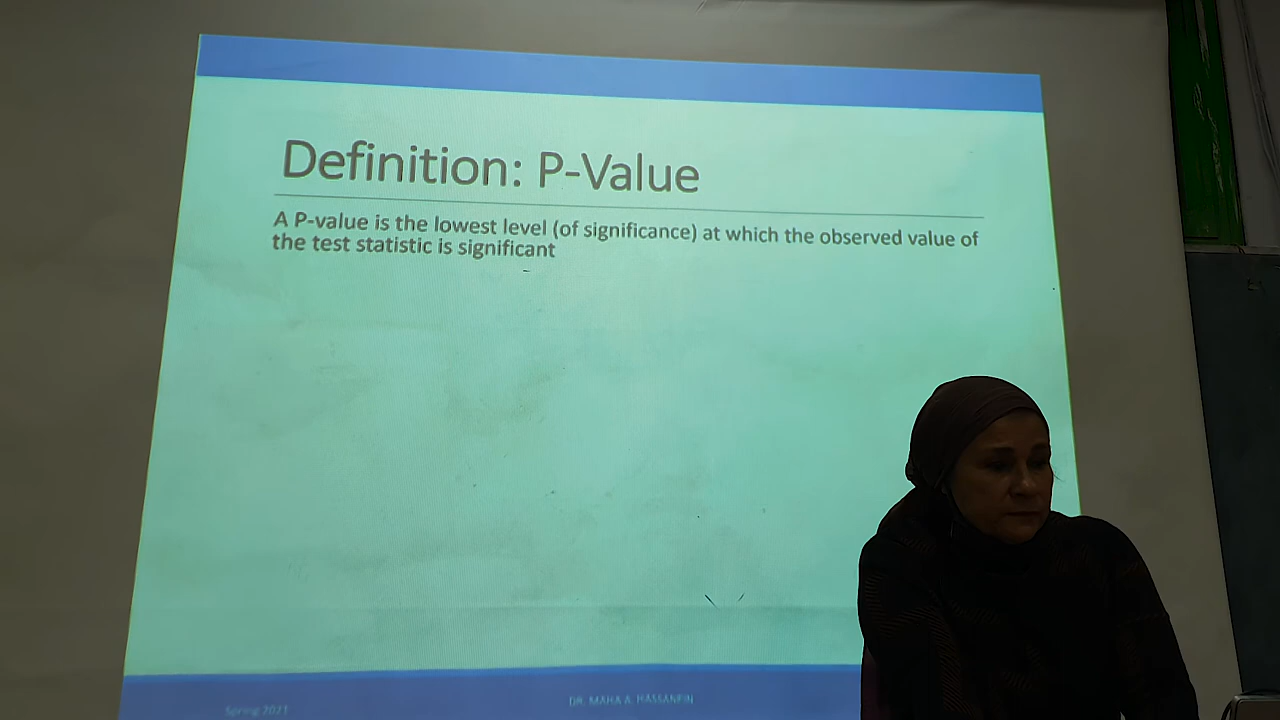 Definition: P-Value
A P-value is the lowest level (of significance) at which the observed value of
the test statistic is significant
Spring 2021
DR. MAHA A. HASSANEIN